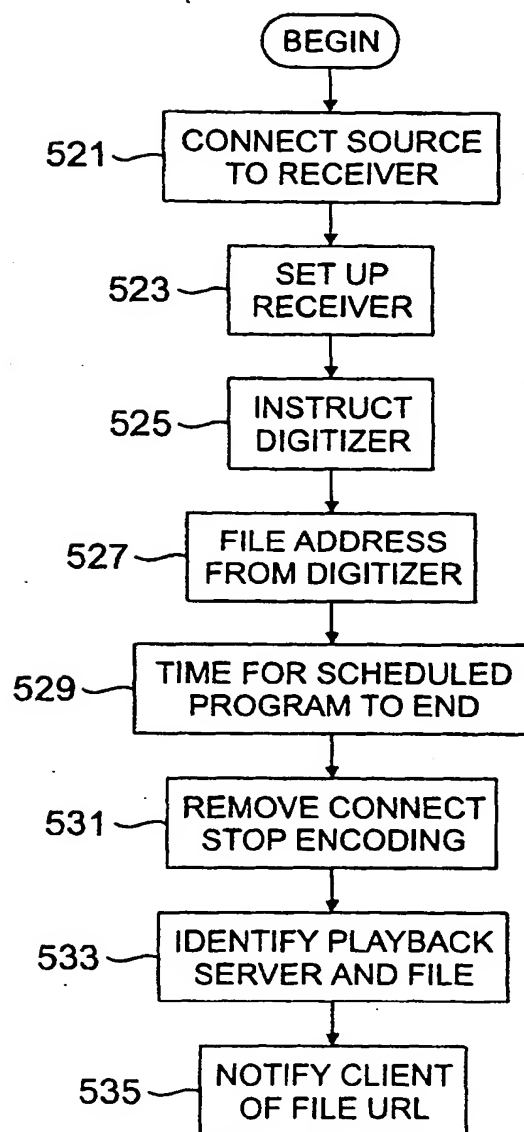 BEGIN
521
CONNECT SOURCE
TO RECEIVER
523
SET UP
RECEIVER
525
INSTRUCT
DIGITIZER
527
FILE ADDRESS
FROM DIGITIZER
529
TIME FOR SCHEDULED
PROGRAM TO END
531
REMOVE CONNECT
STOP ENCODING
533
IDENTIFY PLAYBACK
SERVER AND FILE
535
NOTIFY CLIENT
OF FILE URL